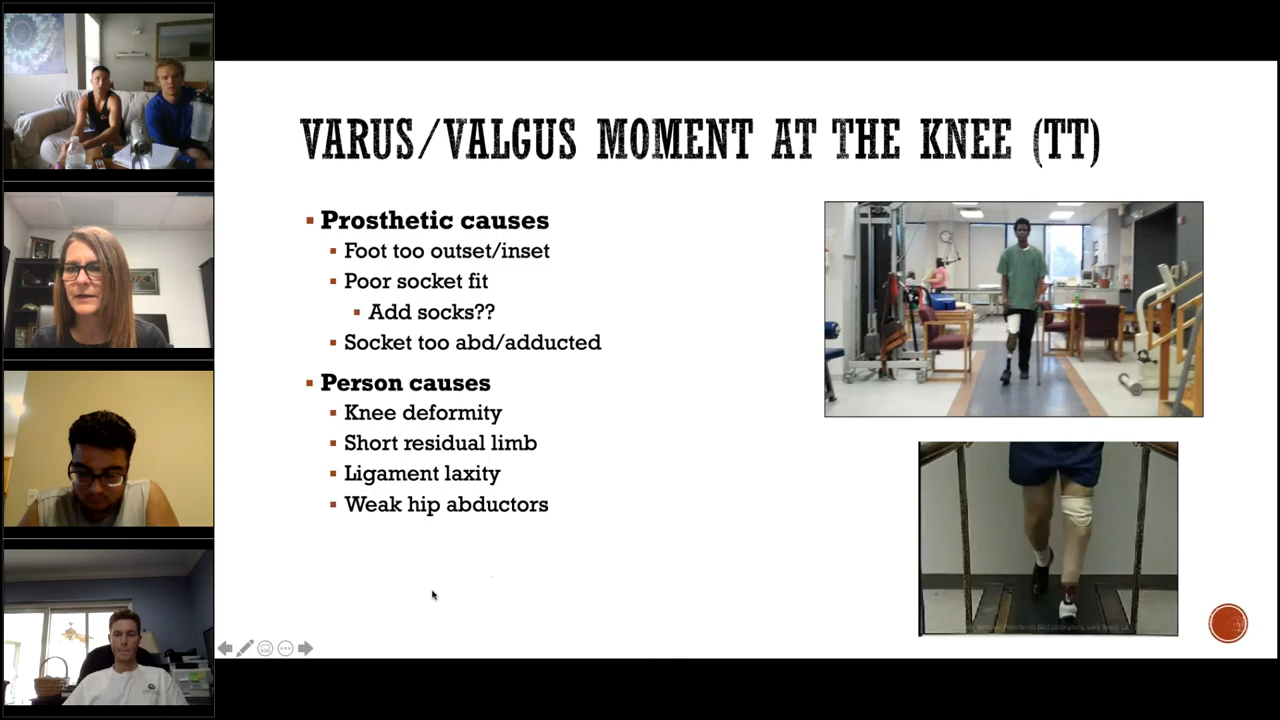 VARUS/VALGUS MOMENT AT THE KNEE (TT)
Prosthetic causes
Foot too outset/inset
Poor socket fit
Add socks??
Socket too abd/adducted
Person causes
Knee deformity
Short residual limb
Ligament laxity
Weak hip abductors